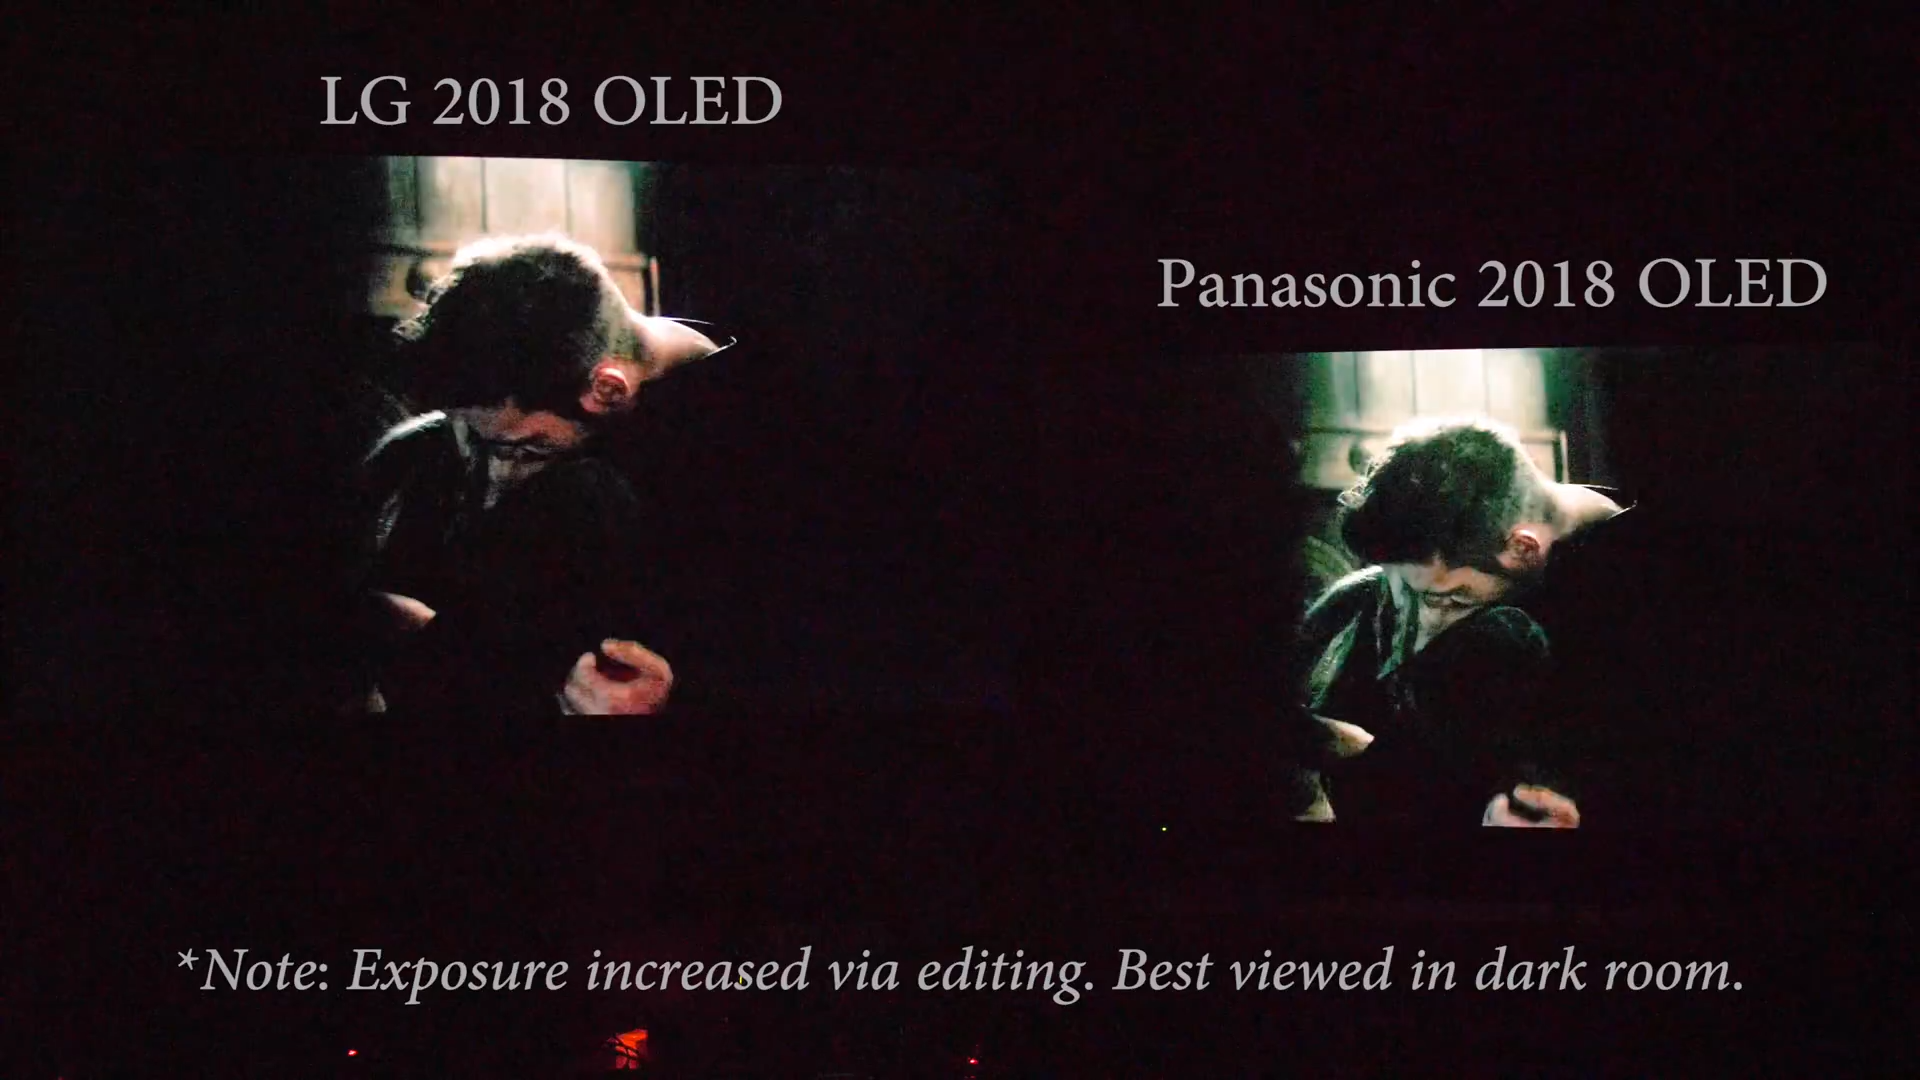 LG 2018 OLED
Panasonic 2018 OLED
*Note: Exposure increased via editing. Best viewed in dark room.